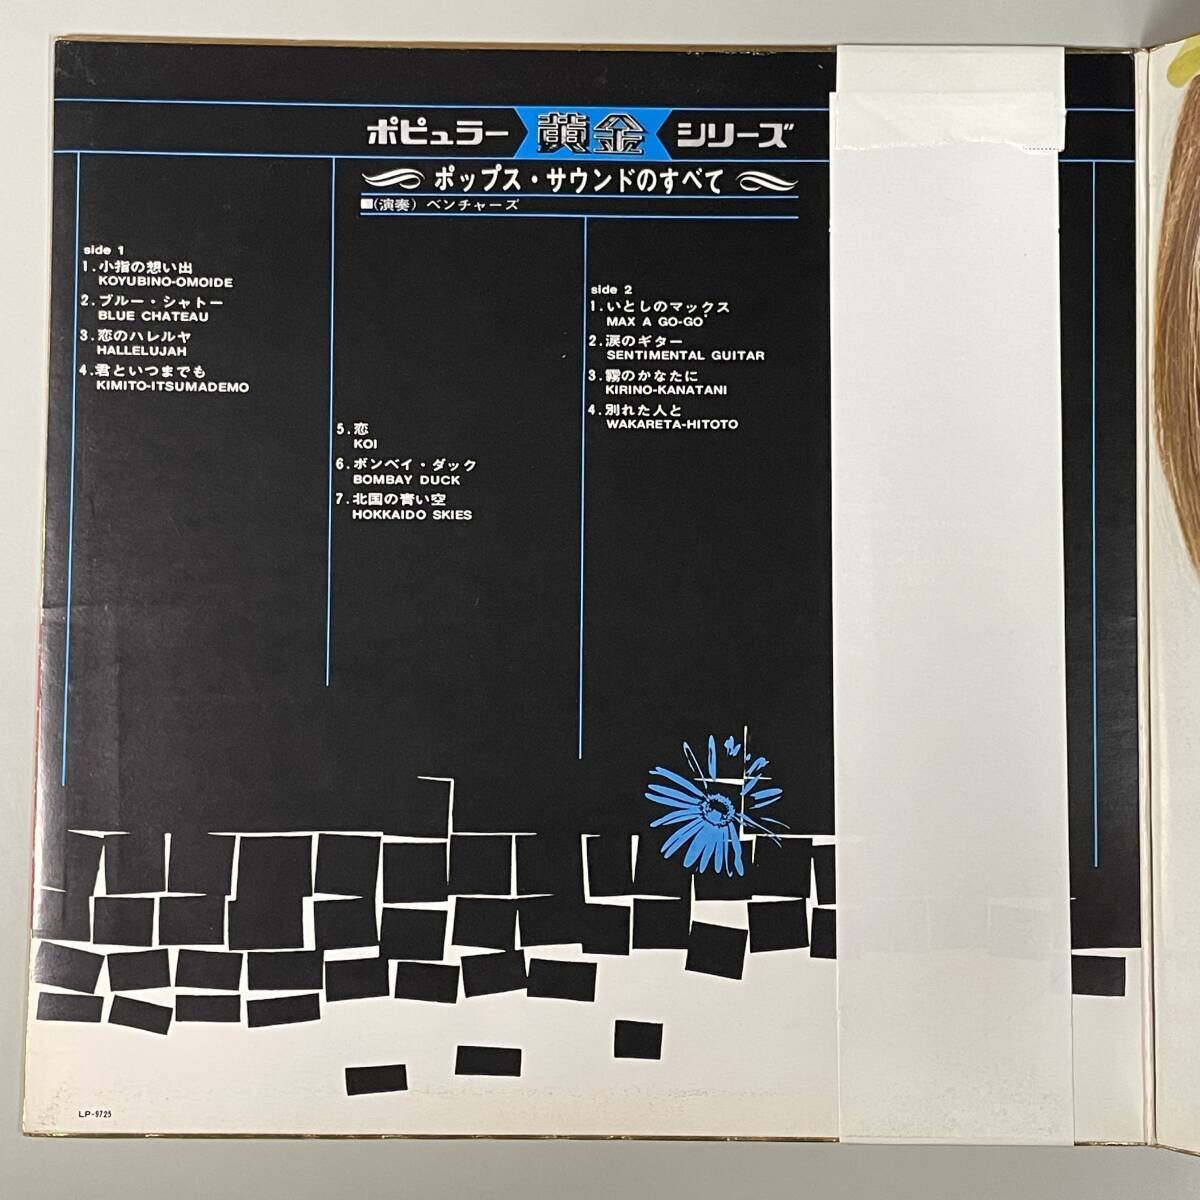 ポピュラー 黄金 シリーズ
ポップス・サウンドのすべて
(演奏) ベンチャーズ
side 1
1. 小指の想い出
KOYUBINO-OMOIDE
2. ブルー・シャトー
BLUE CHATEAU
3. 恋のハレルヤ
HALLELUJAH
4. 君といつまでも
KIMITO-ITSUMADEMO
5. 恋
KOI
6. ボンベイ・ダック
BOMBAY DUCK
7. 北国の青い空
HOKKAIDO SKIES
side 2
1. いとしのマックス
MAX A GO-GO
2. 涙のギター
SENTIMENTAL GUITAR
3. 霧のかなたに
KIRINO-KANATANI
4. 別れた人と
WAKARETA-HITOTO
LP-9725